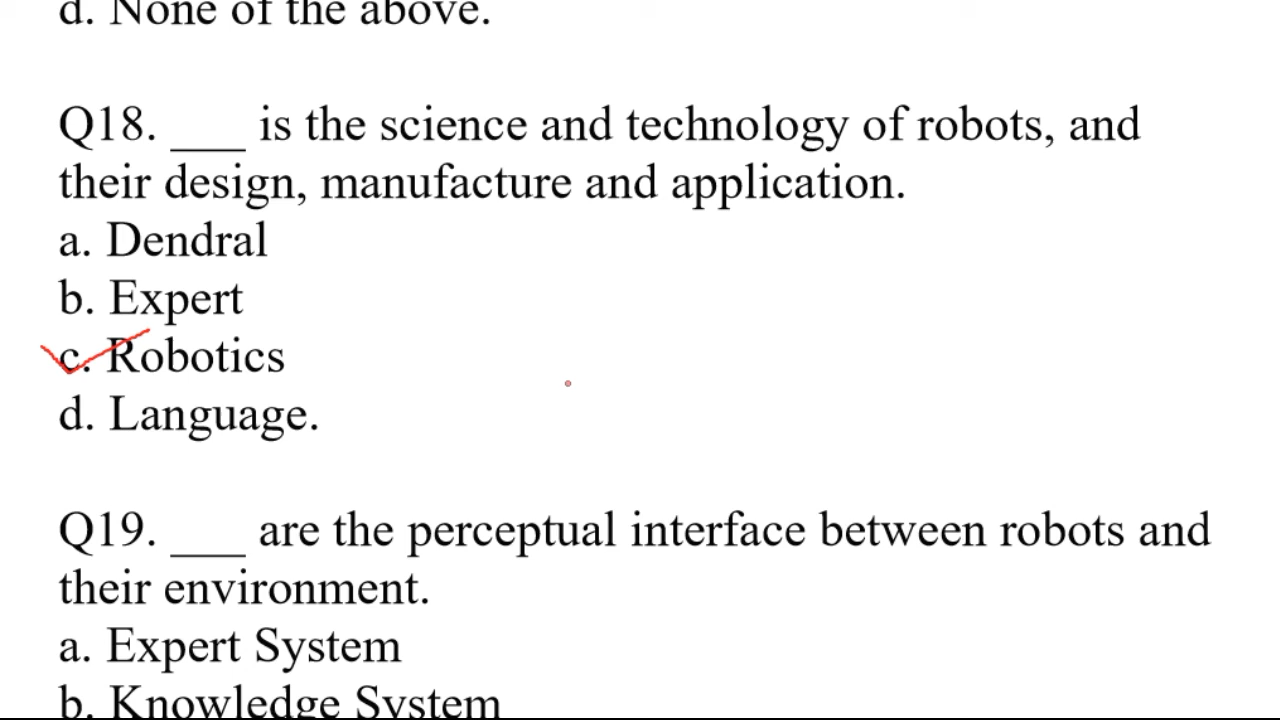 d. None of the above.
Q18. ___ is the science and technology of robots, and
their design, manufacture and application.
a. Dendral
b. Expert
c. Robotics
d. Language.
Q19. ___ are the perceptual interface between robots and
their environment.
a. Expert System
b. Knowledge System